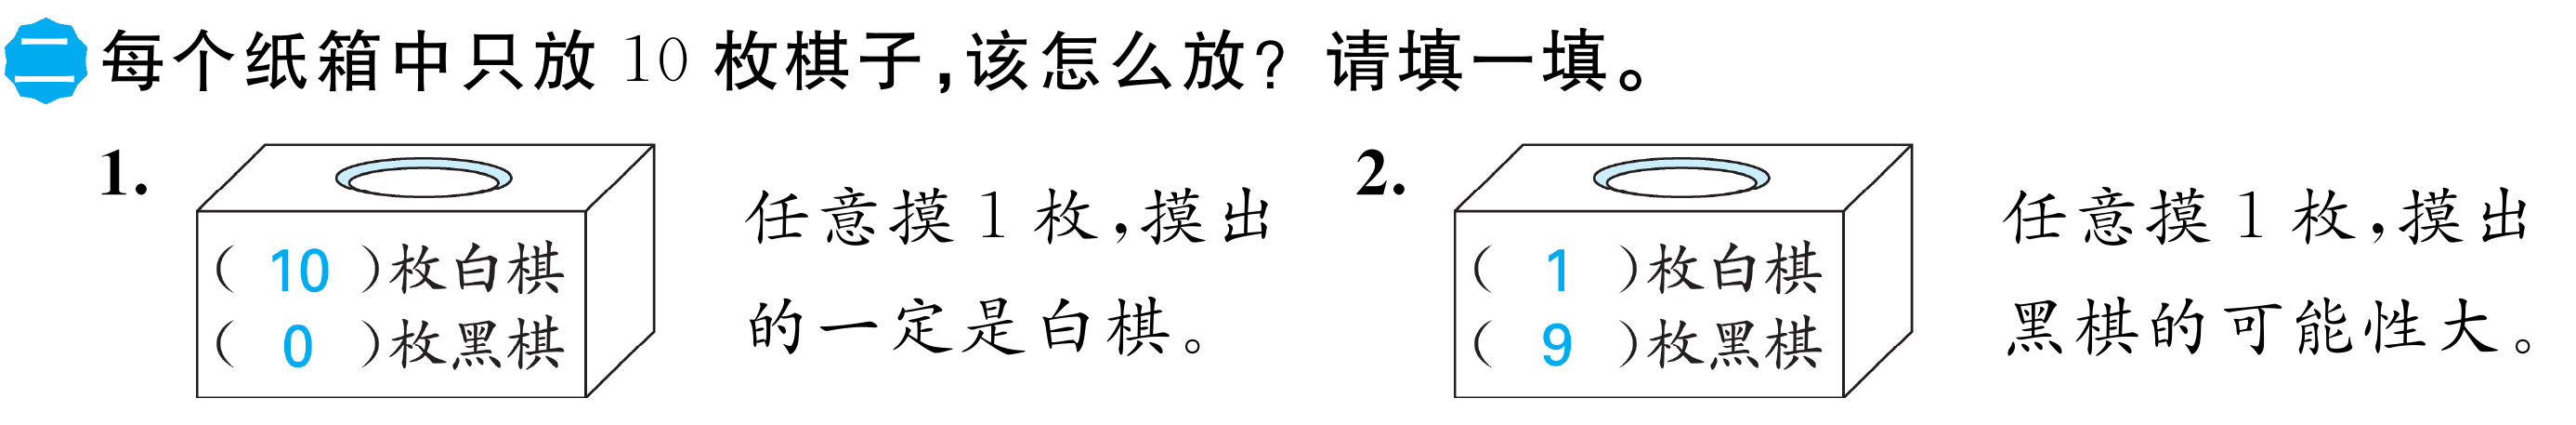 二 每个纸箱中只放 10 枚棋子,该怎么放? 请填一填。
1.
( 10 )枚白棋
( 0 )枚黑棋
任意摸 1 枚,摸出
的一定是白棋。
2.
( 1 )枚白棋
( 9 )枚黑棋
任意摸 1 枚,摸出
黑棋的可能性大。